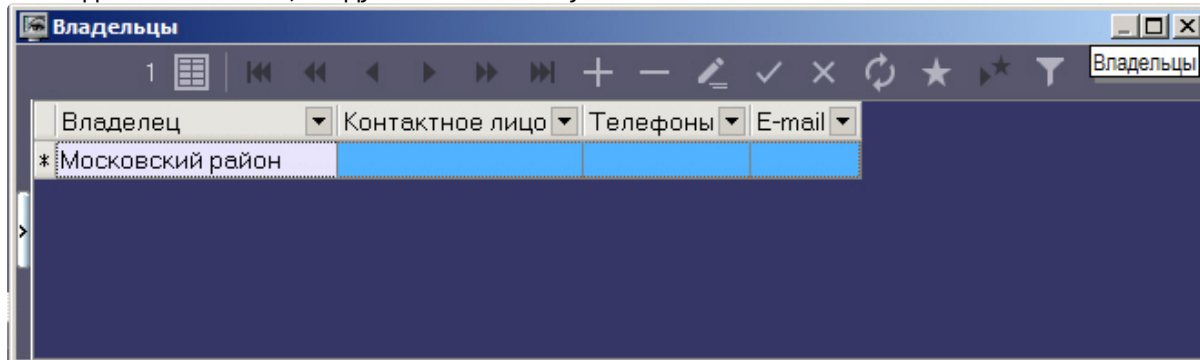 Владельцы
1
Владельцы
Владелец Контактное лицо Телефоны E-mail
* Московский район